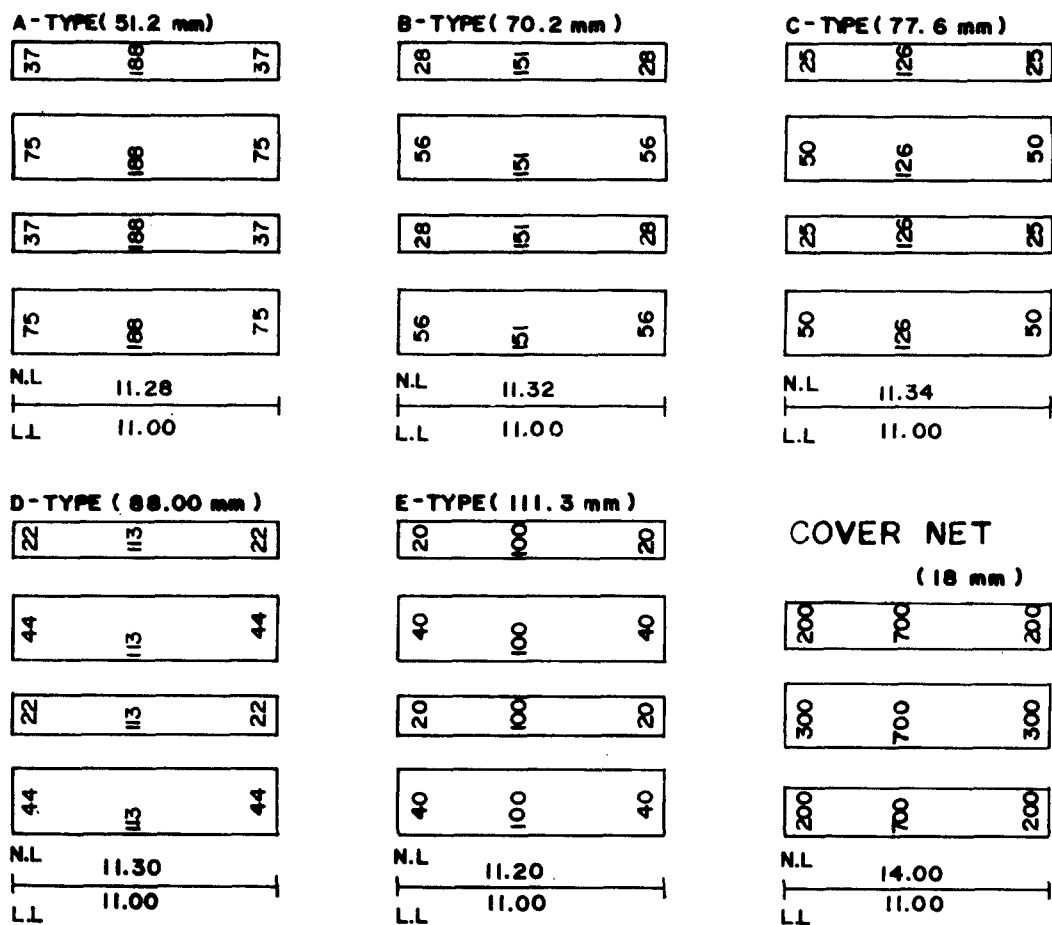 A-TYPE(51.2 mm)
37 188 37
75 188 75
37 188 37
75 188 75
N.L 11.28
L.L 11.00
B-TYPE(70.2 mm)
28 151 28
56 151 56
28 151 28
56 151 56
N.L 11.32
L.L 11.00
C-TYPE(77.6 mm)
25 126 25
50 126 50
25 126 25
50 126 50
N.L 11.34
L.L 11.00
D-TYPE (88.00 mm)
22 113 22
44 113 44
22 113 22
44 113 44
N.L 11.30
L.L 11.00
E-TYPE(111.3 mm)
20 100 20
40 100 40
20 100 20
40 100 40
N.L 11.20
L.L 11.00
COVER NET
(18 mm)
200 700 200
300 700 300
200 700 200
N.L 14.00
L.L 11.00